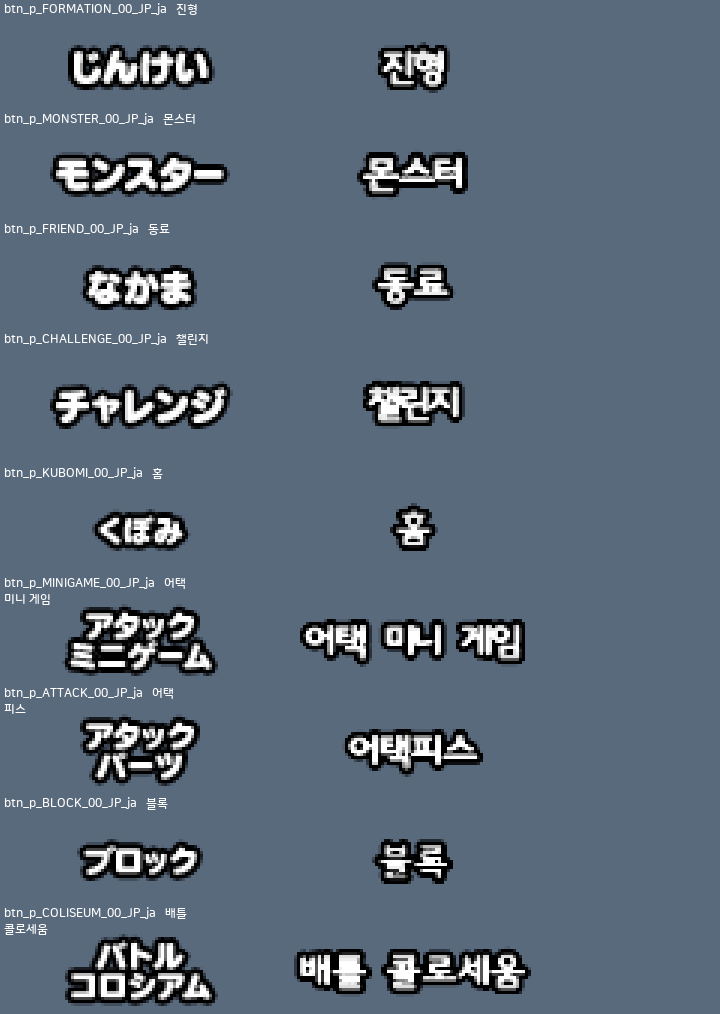 btn_p_FORMATION_00_JP_ja 진형
じんけい 진형
btn_p_MONSTER_00_JP_ja 몬스터
モンスター 몬스터
btn_p_FRIEND_00_JP_ja 동료
なかま 동료
btn_p_CHALLENGE_00_JP_ja 챌린지
チャレンジ 챌린지
btn_p_KUBOMI_00_JP_ja 홈
くぼみ 홈
btn_p_MINIGAME_00_JP_ja 어택
미니 게임
アタック
ミニゲーム 어택 미니 게임
btn_p_ATTACK_00_JP_ja 어택
피스
アタック
パーツ 어택피스
btn_p_BLOCK_00_JP_ja 블록
ブロック 블록
btn_p_COLISEUM_00_JP_ja 배틀
콜로세움
バトル
コロシアム 배틀 콜로세움